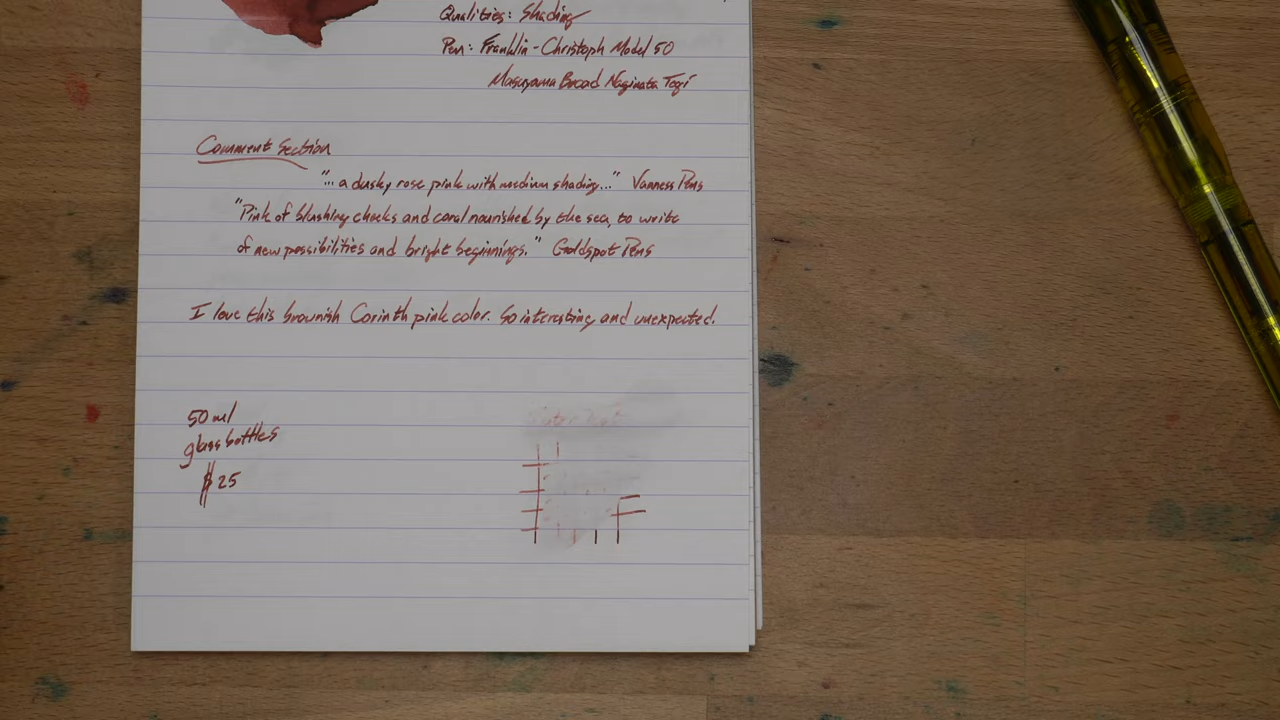 Qualities: Shading
Pen: Franklin-Christoph Model 50
Masuyama Broad Naginata Togi
Comment Section
"... a dusky rose pink with medium shading..." Vanness Pens
"Pink of blushing cheeks and coral nourished by the sea, to write
of new possibilities and bright beginnings." Goldspot Pens
I love this brownish Corinth pink color. So interesting and unexpected.
50 ml
glass bottles
$25
Water Test